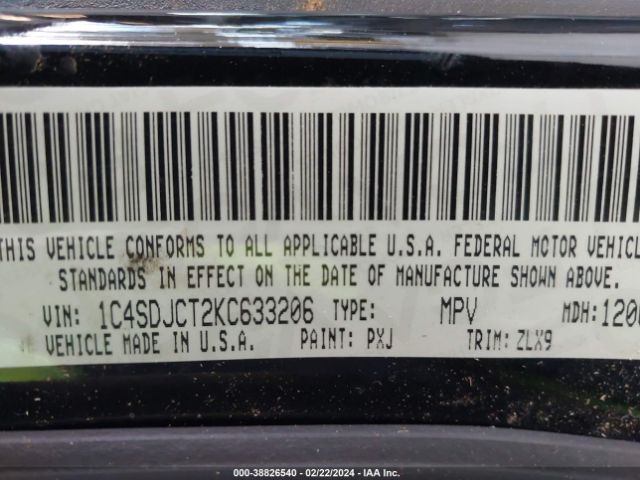 THIS VEHICLE CONFORMS TO ALL APPLICABLE U.S.A. FEDERAL MOTOR VEHICL
STANDARDS IN EFFECT ON THE DATE OF MANUFACTURE SHOWN ABOVE.
VIN: 1C4SDJCT2KC633206 TYPE: MPV MDH:120
VEHICLE MADE IN U.S.A. PAINT: PXJ TRIM: ZLX9
000-38826540 - 02/22/2024 - IAA Inc.